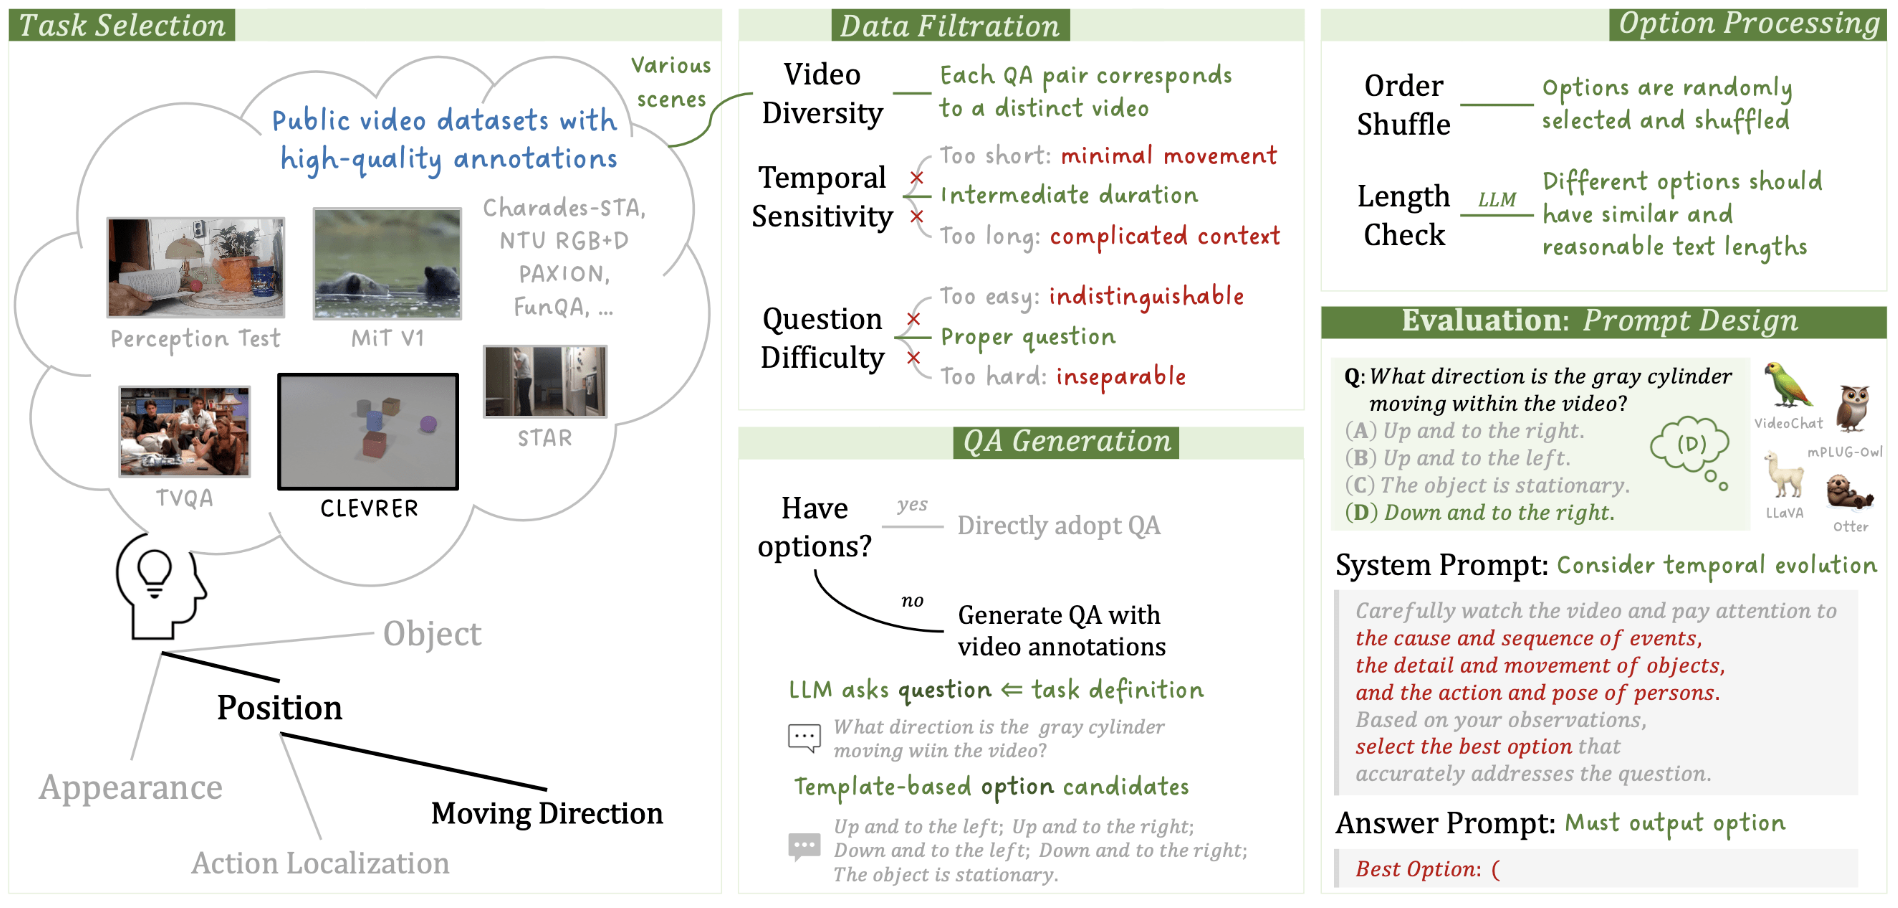 Task Selection
Various
scenes
Public video datasets with
high-quality annotations
Charades-STA,
NTU RGB+D
PAXION,
FunQA, ...
Perception Test
MiT V1
TVQA
CLEVRER
STAR
Object
Position
Appearance
Moving Direction
Action Localization
Data Filtration
Video
Diversity
Each QA pair corresponds
to a distinct video
Temporal
Sensitivity
Too short: minimal movement
Intermediate duration
Too long: complicated context
Question
Difficulty
Too easy: indistinguishable
Proper question
Too hard: inseparable
QA Generation
Have
options?
yes
Directly adopt QA
no
Generate QA with
video annotations
LLM asks question ⇐ task definition
What direction is the gray cylinder
moving wiin the video?
Template-based option candidates
Up and to the left; Up and to the right;
Down and to the left; Down and to the right;
The object is stationary.
Option Processing
Order
Shuffle
Options are randomly
selected and shuffled
Length
Check
LLM
Different options should
have similar and
reasonable text lengths
Evaluation: Prompt Design
Q: What direction is the gray cylinder
moving within the video?
(A) Up and to the right.
(B) Up and to the left.
(C) The object is stationary.
(D) Down and to the right.
(D)
VideoChat
mPLUG-Owl
LLaVA
Otter
System Prompt: Consider temporal evolution
Carefully watch the video and pay attention to
the cause and sequence of events,
the detail and movement of objects,
and the action and pose of persons.
Based on your observations,
select the best option that
accurately addresses the question.
Answer Prompt: Must output option
Best Option: (